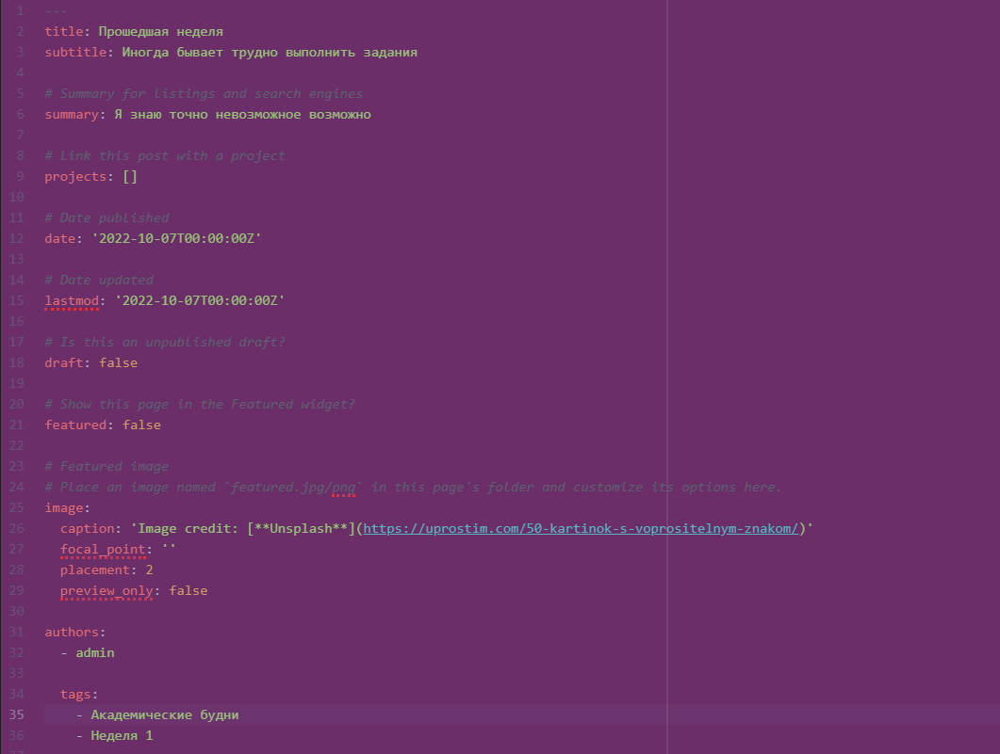 1 ---
2 title: Прошедшая неделя
3 subtitle: Иногда бывает трудно выполнить задания
4
5 # Summary for listings and search engines
6 summary: Я знаю точно невозможное возможно
7
8 # Link this post with a project
9 projects: []
10
11 # Date published
12 date: '2022-10-07T00:00:00Z'
13
14 # Date updated
15 lastmod: '2022-10-07T00:00:00Z'
16
17 # Is this an unpublished draft?
18 draft: false
19
20 # Show this page in the Featured widget?
21 featured: false
22
23 # Featured image
24 # Place an image named `featured.jpg/png` in this page's folder and customize its options here.
25 image:
26   caption: 'Image credit: [**Unsplash**](https://uprostim.com/50-kartinok-s-voprositelnym-znakom/)'
27   focal_point: ''
28   placement: 2
29   preview_only: false
30
31 authors:
32   - admin
33
34   tags:
35     - Академические будни
36     - Неделя 1